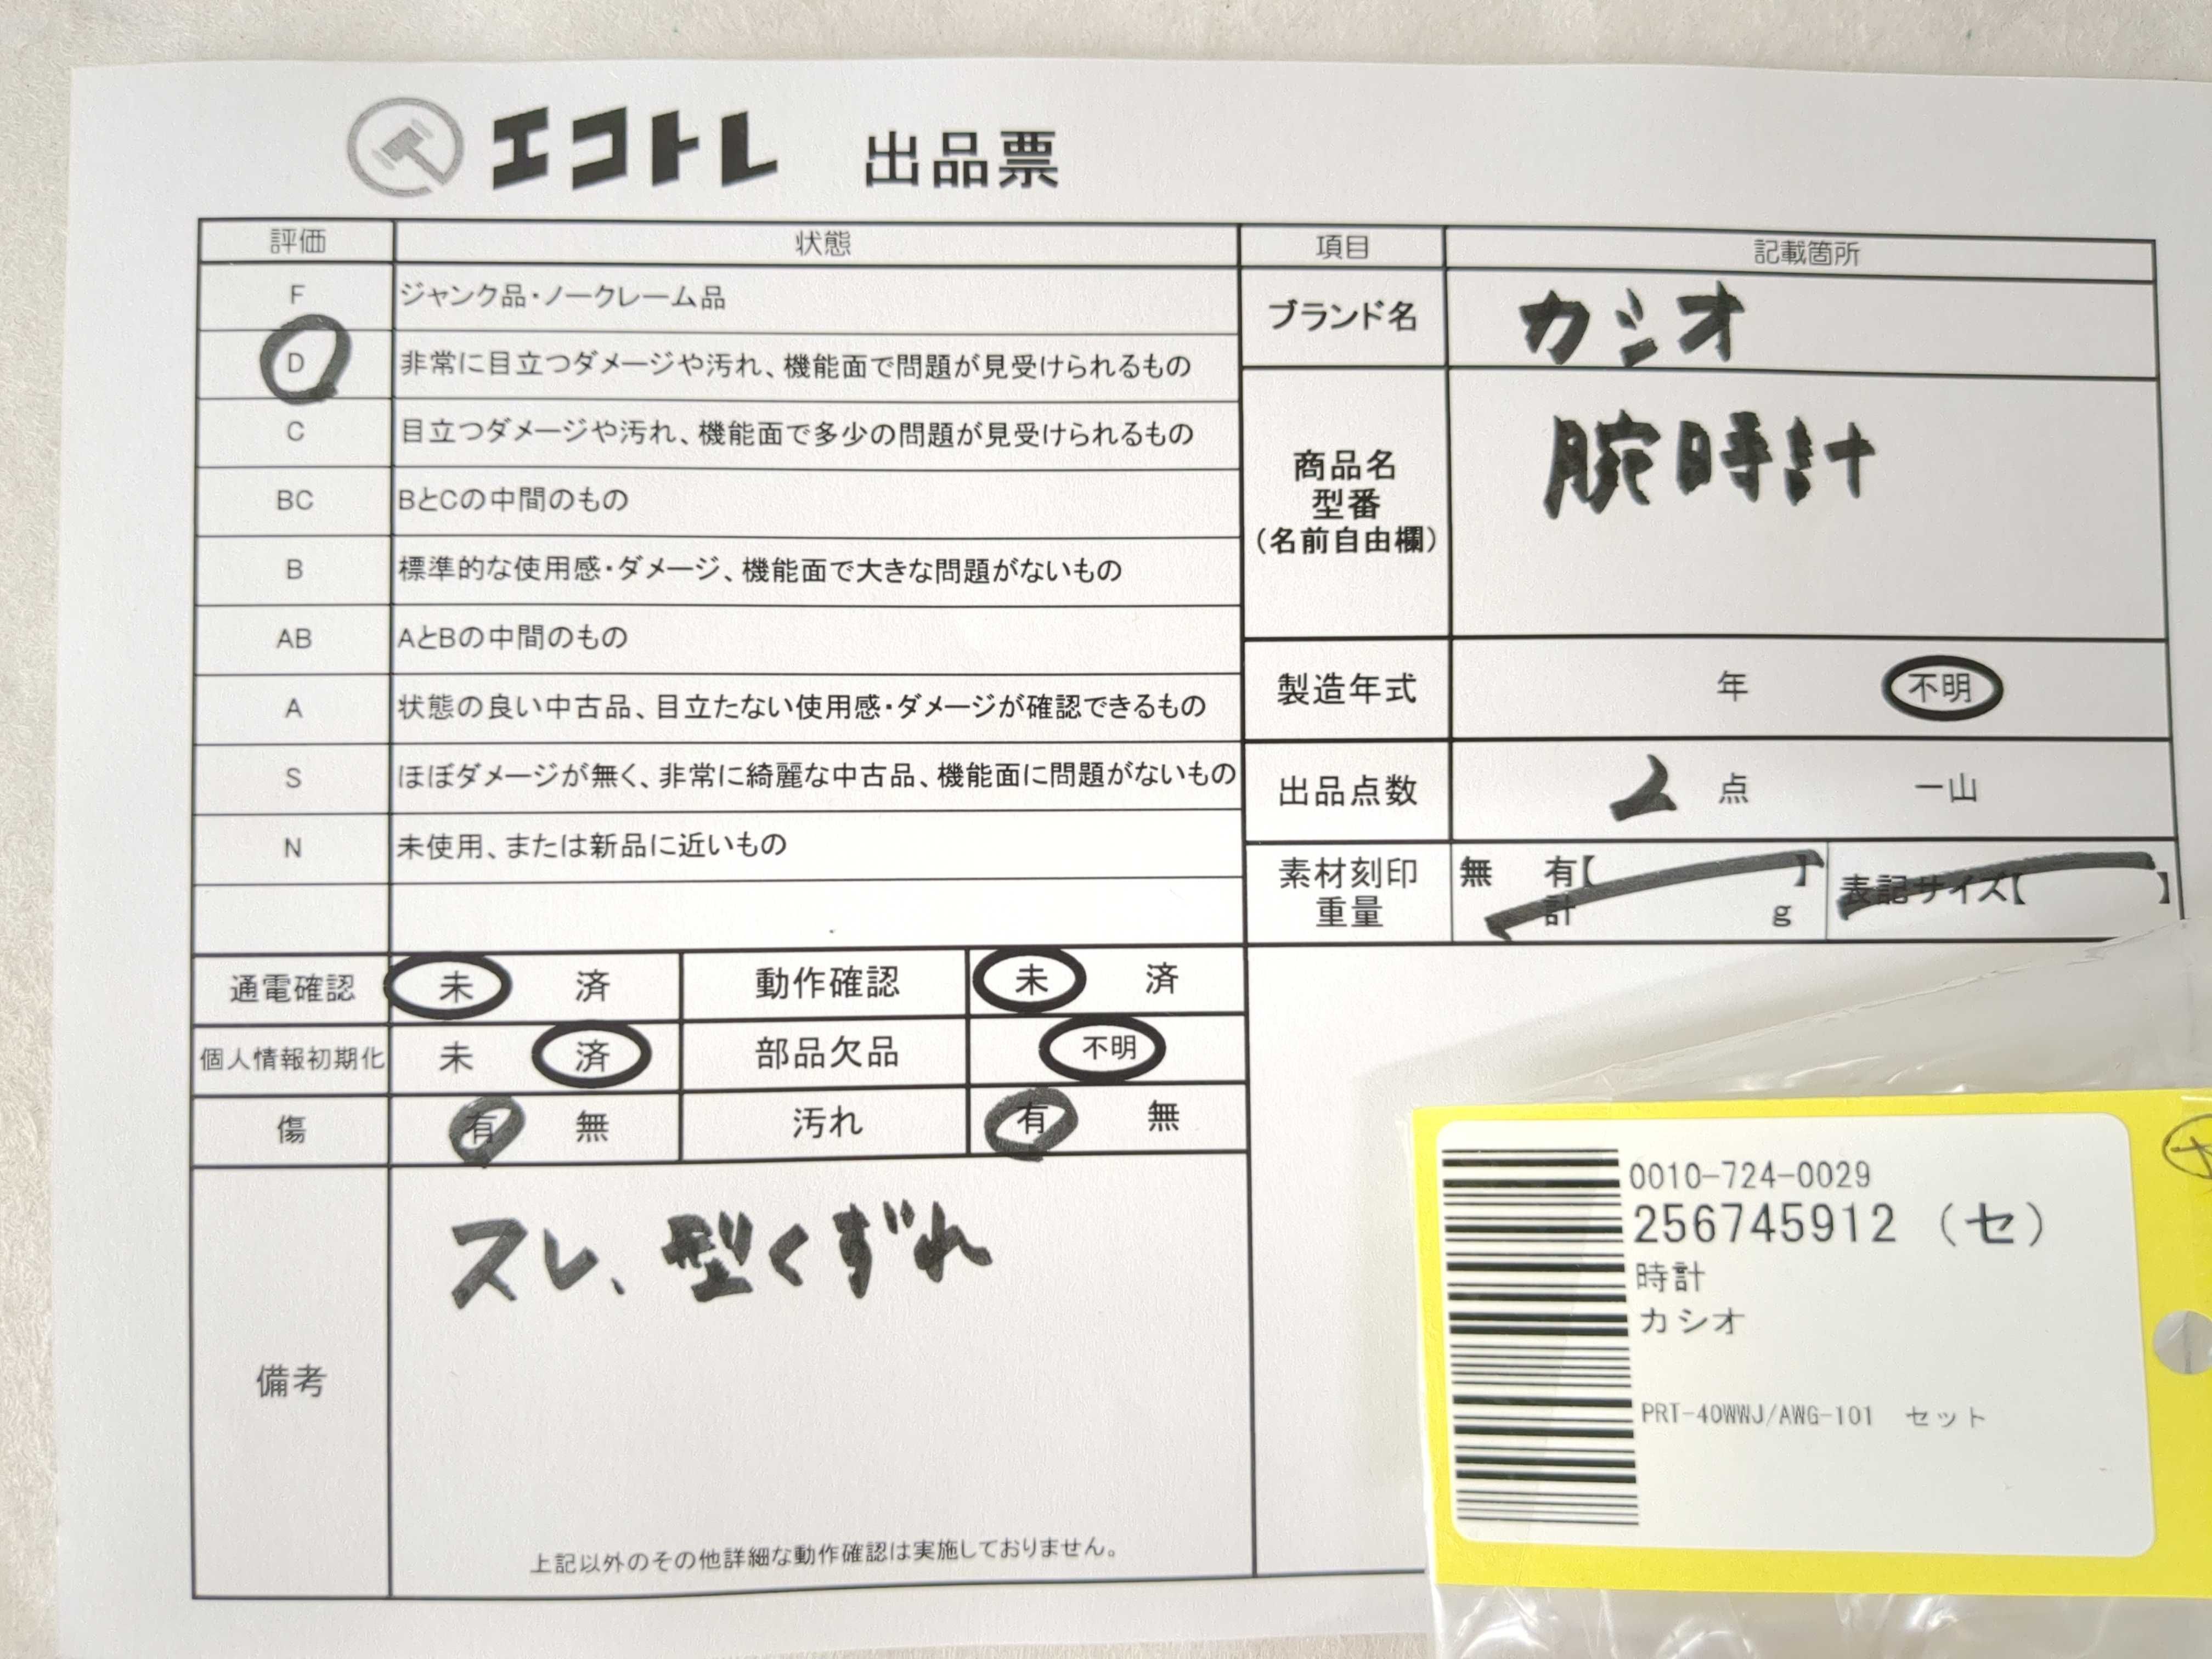 エコトレ 出品票
評価 状態
F ジャンク品・ノークレーム品
D 非常に目立つダメージや汚れ、機能面で問題が見受けられるもの
C 目立つダメージや汚れ、機能面で多少の問題が見受けられるもの
BC BとCの中間のもの
B 標準的な使用感・ダメージ、機能面で大きな問題がないもの
AB AとBの中間のもの
A 状態の良い中古品、目立たない使用感・ダメージが確認できるもの
S ほぼダメージが無く、非常に綺麗な中古品、機能面に問題がないもの
N 未使用、または新品に近いもの
通電確認 未 済 動作確認 未 済
個人情報初期化 未 済 部品欠品 不明
傷 有 無 汚れ 有 無
備考
スレ、型くずれ
上記以外のその他詳細な動作確認は実施しておりません。
項目 記載箇所
ブランド名 カシオ
商品名
型番
(名前自由欄)
腕時計
製造年式 年 不明
出品点数 2 点 一山
素材刻印
重量
無 有【 】
計 g
表記サイズ【 】
0010-724-0029
256745912 (セ)
時計
カシオ
PRT-40WWJ/AWG-101 セット